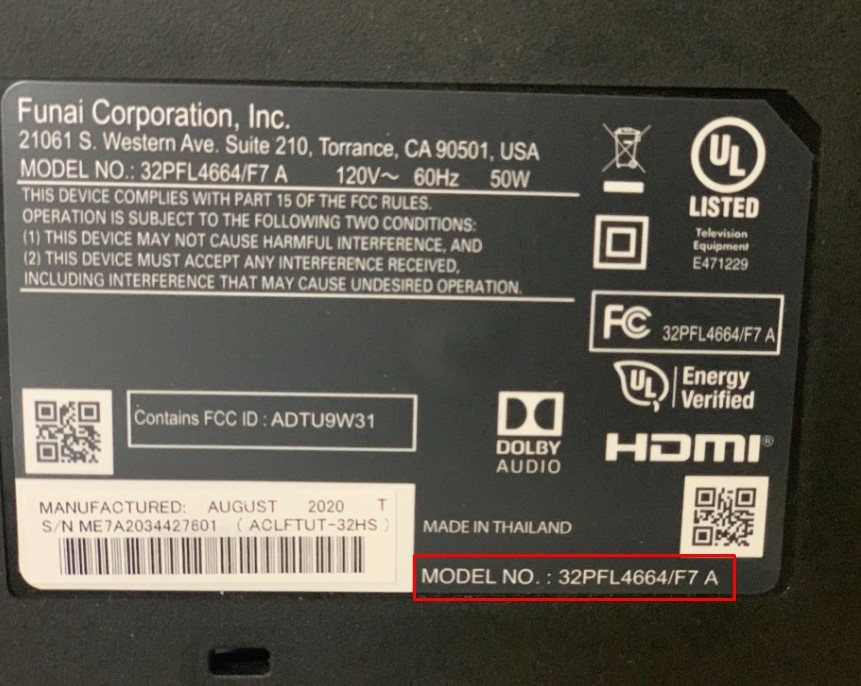 Funai Corporation, Inc.
21061 S. Western Ave. Suite 210, Torrance, CA 90501, USA
MODEL NO.: 32PFL4664/F7 A 120V~ 60Hz 50W
THIS DEVICE COMPLIES WITH PART 15 OF THE FCC RULES.
OPERATION IS SUBJECT TO THE FOLLOWING TWO CONDITIONS:
(1) THIS DEVICE MAY NOT CAUSE HARMFUL INTERFERENCE, AND
(2) THIS DEVICE MUST ACCEPT ANY INTERFERENCE RECEIVED,
INCLUDING INTERFERENCE THAT MAY CAUSE UNDESIRED OPERATION.
UL
LISTED
Television
Equipment
E471229
FC 32PFL4664/F7 A
UL Energy
Verified
Contains FCC ID : ADTU9W31
DOLBY
AUDIO
HDMI®
MANUFACTURED: AUGUST 2020 T
S/N ME7A2034427601 ( ACLFTUT-32HS )
MADE IN THAILAND
MODEL NO. : 32PFL4664/F7 A